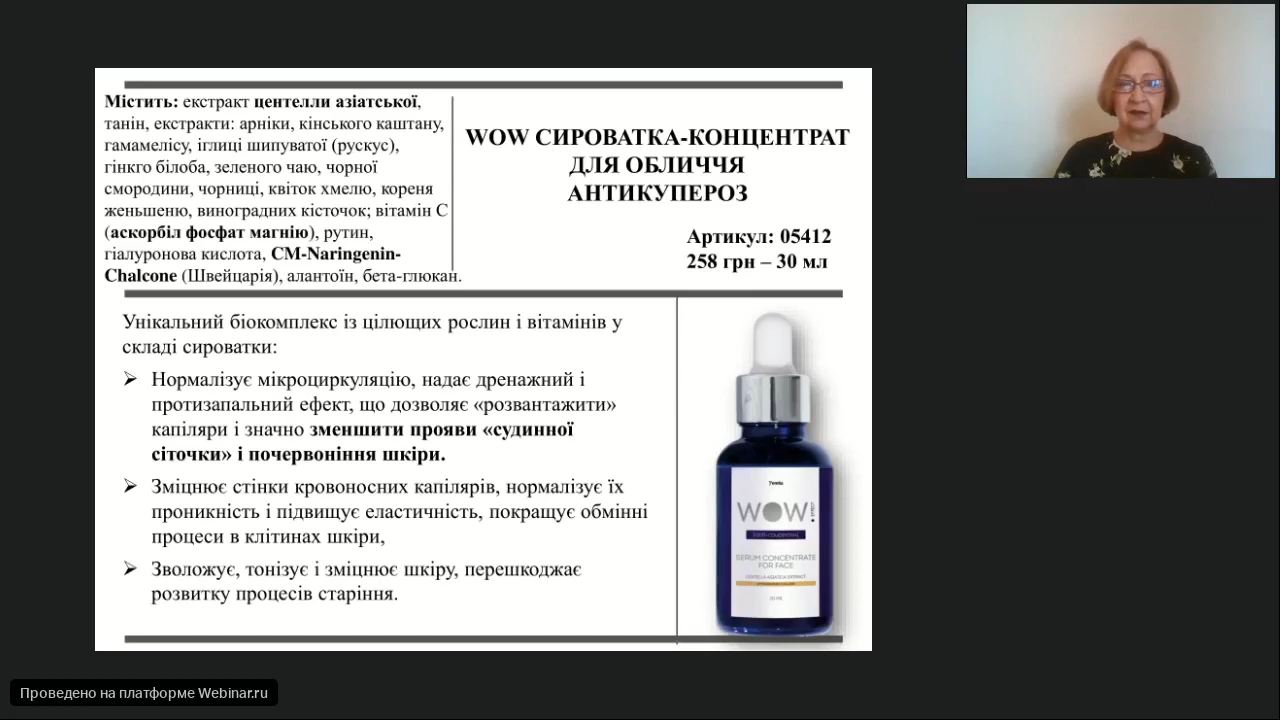 Містить: екстракт центелли азіатської,
танін, екстракти: арніки, кінського каштану,
гамамелісу, іглиці шипуватої (рускус),
гінкго білоба, зеленого чаю, чорної
смородини, чорниці, квіток хмелю, кореня
женьшеню, виноградних кісточок; вітамін С
(аскорбіл фосфат магнію), рутин,
гіалуронова кислота, CM-Naringenin-
Chalcone (Швейцарія), алантоїн, бета-глюкан.
WOW СИРОВАТКА-КОНЦЕНТРАТ
ДЛЯ ОБЛИЧЧЯ
АНТИКУПЕРОЗ
Артикул: 05412
258 грн – 30 мл
Унікальний біокомплекс із цілющих рослин і вітамінів у
складі сироватки:
Нормалізує мікроциркуляцію, надає дренажний і
протизапальний ефект, що дозволяє «розвантажити»
капіляри і значно зменшити прояви «судинної
сіточки» і почервоніння шкіри.
Зміцнює стінки кровоносних капілярів, нормалізує їх
проникність і підвищує еластичність, покращує обмінні
процеси в клітинах шкіри,
Зволожує, тонізує і зміцнює шкіру, перешкоджає
розвитку процесів старіння.
WOW
SERUM CONCENTRATE
FOR FACE
CENTELLA ASIATICA EXTRACT
Проведено на платформе Webinar.ru